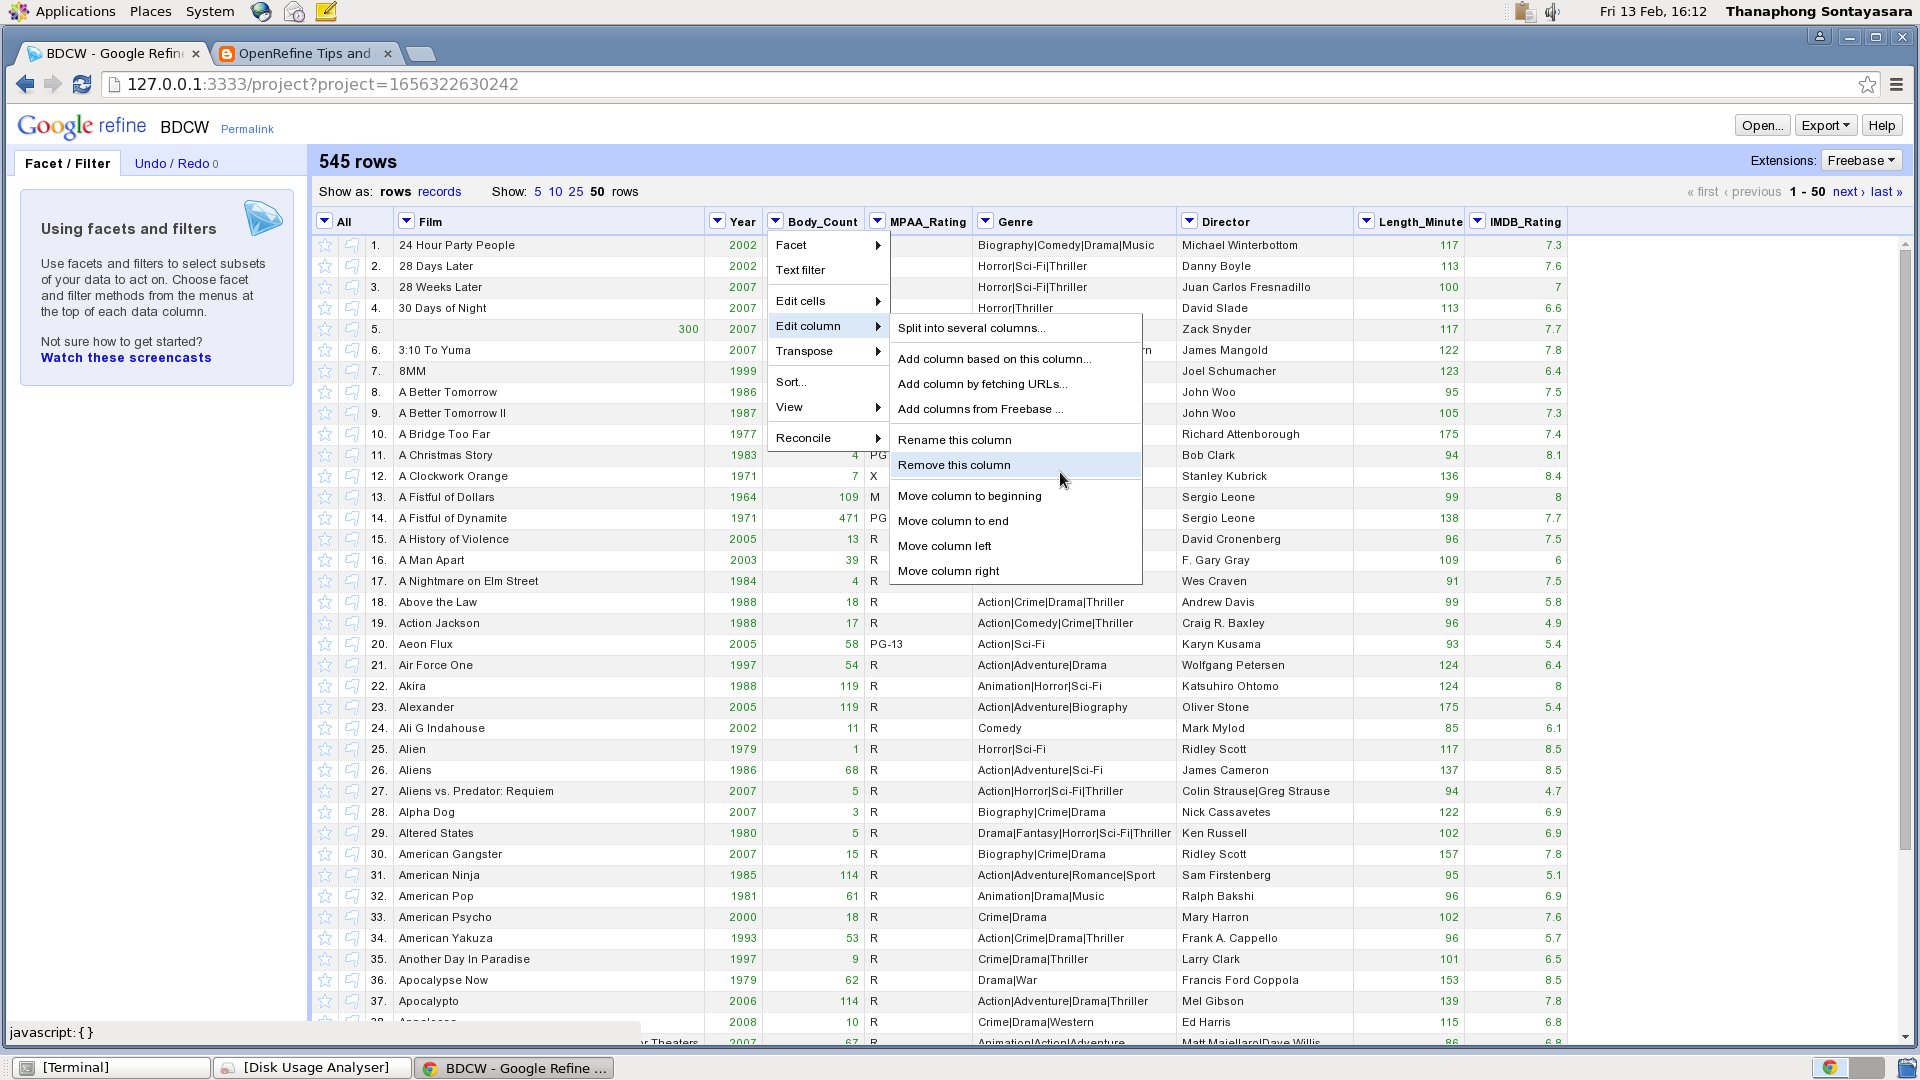 Applications Places System Fri 13 Feb, 16:12 Thanaphong Sontayasara
BDCW - Google Refin OpenRefine Tips and
127.0.0.1:3333/project?project=1656322630242
Google refine BDCW Permalink Open... Export Help
Facet / Filter Undo / Redo 0 545 rows Extensions: Freebase
Show as: rows records Show: 5 10 25 50 rows « first ‹ previous 1 - 50 next › last »
Using facets and filters
Use facets and filters to select subsets
of your data to act on. Choose facet
and filter methods from the menus at
the top of each data column.
Not sure how to get started?
Watch these screencasts
All Film Year Body_Count MPAA_Rating Genre Director Length_Minute IMDB_Rating
1. 24 Hour Party People 2002 Biography|Comedy|Drama|Music Michael Winterbottom 117 7.3
2. 28 Days Later 2002 Horror|Sci-Fi|Thriller Danny Boyle 113 7.6
3. 28 Weeks Later 2007 Horror|Sci-Fi|Thriller Juan Carlos Fresnadillo 100 7
4. 30 Days of Night 2007 Horror|Thriller David Slade 113 6.6
5. 300 2007 Zack Snyder 117 7.7
6. 3:10 To Yuma 2007 rn James Mangold 122 7.8
7. 8MM 1999 Joel Schumacher 123 6.4
8. A Better Tomorrow 1986 John Woo 95 7.5
9. A Better Tomorrow II 1987 John Woo 105 7.3
10. A Bridge Too Far 1977 Richard Attenborough 175 7.4
11. A Christmas Story 1983 4 PG Bob Clark 94 8.1
12. A Clockwork Orange 1971 7 X Stanley Kubrick 136 8.4
13. A Fistful of Dollars 1964 109 M Sergio Leone 99 8
14. A Fistful of Dynamite 1971 471 PG Sergio Leone 138 7.7
15. A History of Violence 2005 13 R David Cronenberg 96 7.5
16. A Man Apart 2003 39 R F. Gary Gray 109 6
17. A Nightmare on Elm Street 1984 4 R Wes Craven 91 7.5
18. Above the Law 1988 18 R Action|Crime|Drama|Thriller Andrew Davis 99 5.8
19. Action Jackson 1988 17 R Action|Comedy|Crime|Thriller Craig R. Baxley 96 4.9
20. Aeon Flux 2005 58 PG-13 Action|Sci-Fi Karyn Kusama 93 5.4
21. Air Force One 1997 54 R Action|Adventure|Drama Wolfgang Petersen 124 6.4
22. Akira 1988 119 R Animation|Horror|Sci-Fi Katsuhiro Ohtomo 124 8
23. Alexander 2005 119 R Action|Adventure|Biography Oliver Stone 175 5.4
24. Ali G Indahouse 2002 11 R Comedy Mark Mylod 85 6.1
25. Alien 1979 1 R Horror|Sci-Fi Ridley Scott 117 8.5
26. Aliens 1986 68 R Action|Adventure|Sci-Fi James Cameron 137 8.5
27. Aliens vs. Predator: Requiem 2007 5 R Action|Horror|Sci-Fi|Thriller Colin Strause|Greg Strause 94 4.7
28. Alpha Dog 2007 3 R Biography|Crime|Drama Nick Cassavetes 122 6.9
29. Altered States 1980 5 R Drama|Fantasy|Horror|Sci-Fi|Thriller Ken Russell 102 6.9
30. American Gangster 2007 15 R Biography|Crime|Drama Ridley Scott 157 7.8
31. American Ninja 1985 114 R Action|Adventure|Romance|Sport Sam Firstenberg 95 5.1
32. American Pop 1981 61 R Animation|Drama|Music Ralph Bakshi 96 6.9
33. American Psycho 2000 18 R Crime|Drama Mary Harron 102 7.6
34. American Yakuza 1993 53 R Action|Crime|Drama|Thriller Frank A. Cappello 96 5.7
35. Another Day In Paradise 1997 9 R Crime|Drama|Thriller Larry Clark 101 6.5
36. Apocalypse Now 1979 62 R Drama|War Francis Ford Coppola 153 8.5
37. Apocalypto 2006 114 R Action|Adventure|Drama|Thriller Mel Gibson 139 7.8
2008 10 R Crime|Drama|Western Ed Harris 115 6.8
Theaters 2007 67 R Animation|Action|Adventure Matt Maiellaro|Dave Willis 86 6.8
Facet
Text filter
Edit cells
Edit column
Transpose
Sort...
View
Reconcile
Split into several columns...
Add column based on this column...
Add column by fetching URLs...
Add columns from Freebase ...
Rename this column
Remove this column
Move column to beginning
Move column to end
Move column left
Move column right
javascript:{}
[Terminal] [Disk Usage Analyser] BDCW - Google Refine ...